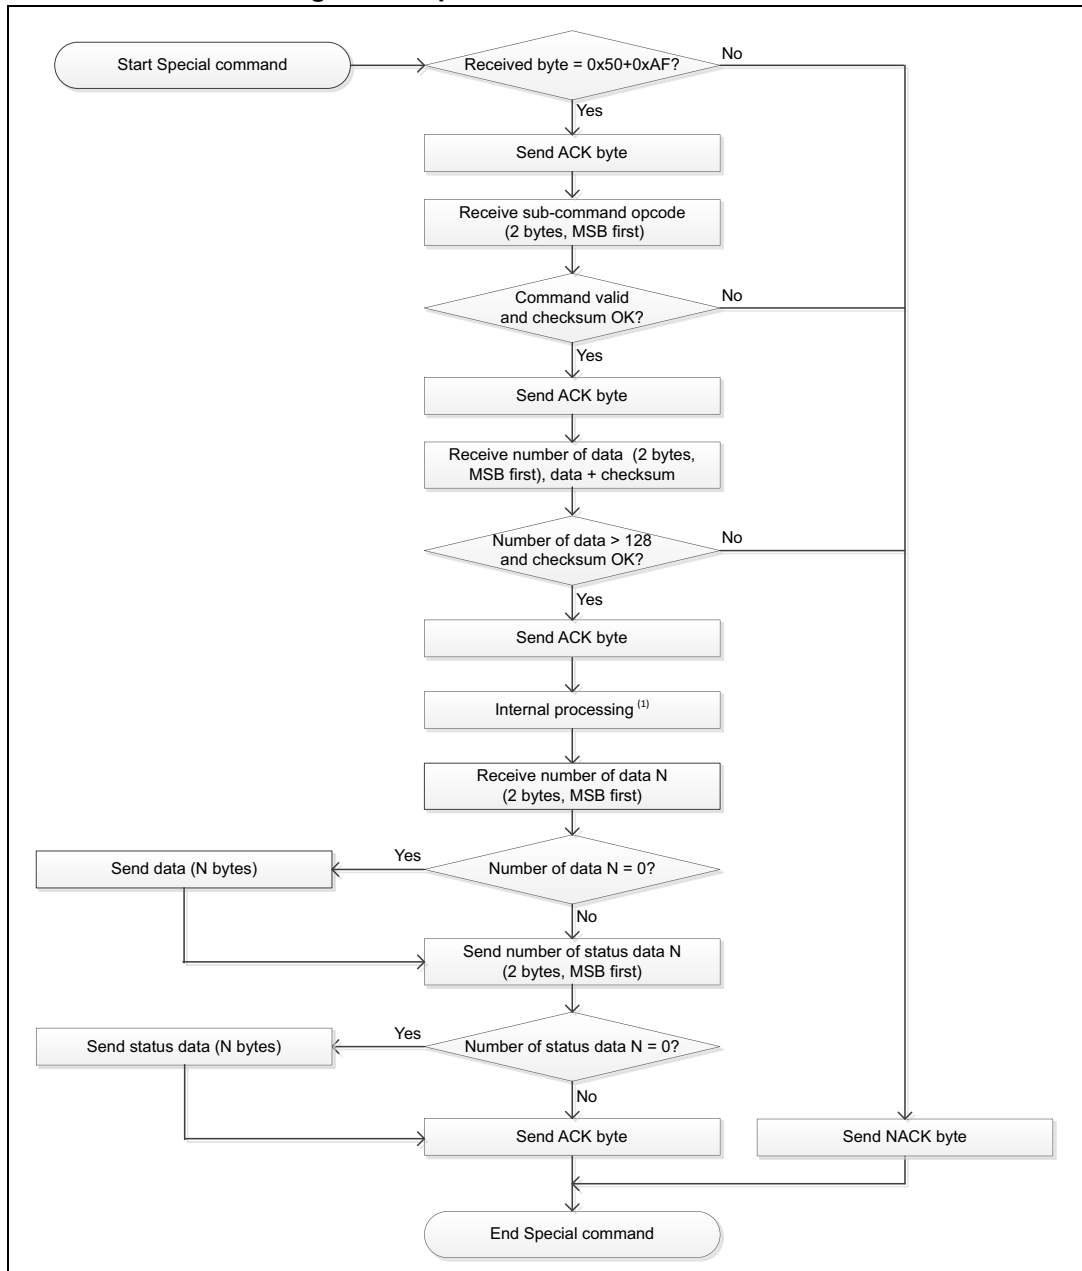 Start Special command
Received byte = 0x50+0xAF?
No
Yes
Send ACK byte
Receive sub-command opcode
(2 bytes, MSB first)
Command valid
and checksum OK?
No
Yes
Send ACK byte
Receive number of data (2 bytes,
MSB first), data + checksum
Number of data > 128
and checksum OK?
No
Yes
Send ACK byte
Internal processing (1)
Receive number of data N
(2 bytes, MSB first)
Number of data N = 0?
Yes
Send data (N bytes)
No
Send number of status data N
(2 bytes, MSB first)
Number of status data N = 0?
Yes
Send status data (N bytes)
No
Send ACK byte
Send NACK byte
End Special command